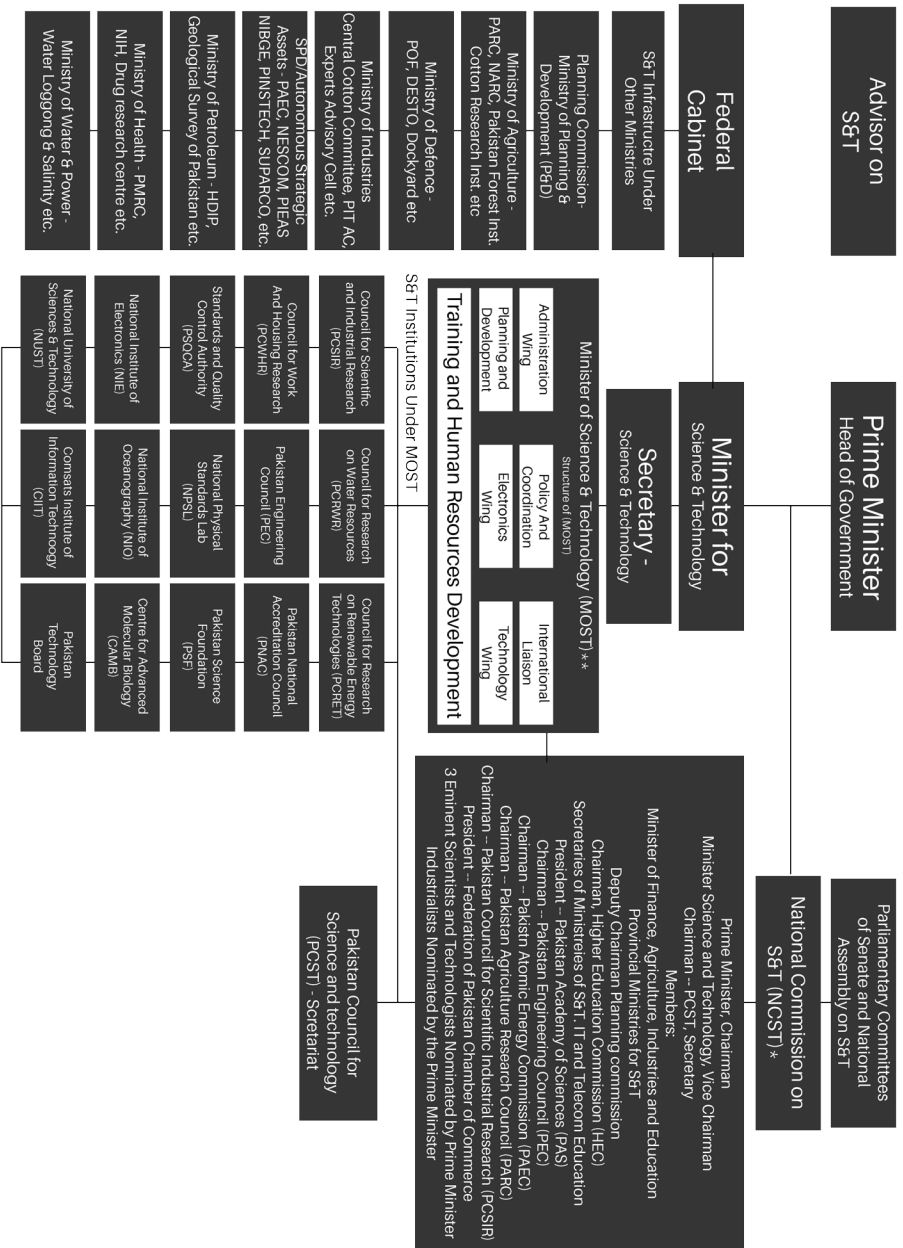 Advisor on
S&T
Prime Minister
Head of Government
Parliamentary Committees
of Senate and National
Assembly on S&T
Federal
Cabinet
Minister for
Science & Technology
National Commission on
S&T (NCST)*
S&T Infrastructre Under
Other Ministries
Planning Commission-
Ministry of Planning &
Development (P&D)
Ministry of Agriculture -
PARC, NARC, Pakistan Forest Inst.
Cotton Research Inst. etc
Ministry of Defence -
POF, DESTO, Dockyard etc
Ministry of Industries
Central Cotton Committee, PIT AC,
Experts Advisory Cell etc.
SPD/Autonomous Strategic
Assets - PAEC, NESCOM, PIEAS
NIBGE, PINSTECH, SUPARCO, etc.
Ministry of Petroleum - HDIP,
Geological Survey of Pakistan etc.
Ministry of Health - PMRC,
NIH, Drug research centre etc.
Ministry of Water & Power -
Water Loggong & Salinity etc.
Secretary -
Science & Technology
Minister of Science & Technology (MOST)**
Structure of (MOST)
Administration
Wing
Policy And
Coordination
International
Liaison
Planning and
Development
Electronics
Wing
Technology
Wing
Training and Human Resources Development
S&T Institutions Under MOST
Council for Scientific
and Industrial Research
(PCSIR)
Council for Research
on Water Resources
(PCRWR)
Council for Research
on Renewable Energy
Technologies (PCRET)
Council for Work
And Housing Research
(PCWHR)
Pakistan Engineering
Council (PEC)
Pakistan National
Accreditation Council
(PNAC)
Standards and Quality
Control Authority
(PSQCA)
National Physical
Standards Lab
(NPSL)
Pakistan Science
Foundation
(PSF)
National Institute of
Electronics (NIE)
National Institute of
Oceanography (NIO)
Centre for Advanced
Molecular Biology
(CAMB)
National University of
Sciences & Technology
(NUST)
Comsats Institute of
Information Technoogy
(CIIT)
Pakistan
Technology
Board
Prime Minister, Chairman
Minister Science and Technology, Vice Chairman
Chairman -- PCST, Secretary
Members:
Minister of Finance, Agriculture, Industries and Education
Provincial Ministries for S&T
Deputy Chairman Planning commission
Chairman, Higher Education Commission (HEC)
Secretaries of Ministries of S&T. IT and Telecom Education
President -- Pakistan Academy of Sciences (PAS)
Chairman -- Pakistan Engineering Council (PEC)
Chairman -- Pakistn Atomic Energy Commission (PAEC)
Chairman -- Pakistan Agriculture Research Council (PARC)
Chairman -- Pakistan Council for Scientific Industrial Research (PCSIR)
President -- Federation of Pakistan Chamber of Commerce
3 Eminent Scientists and Technologists Nominated by Prime Minister
Industrialists Nominated by the Prime Minister
Pakistan Council for
Science and technology
(PCST) - Scretariat